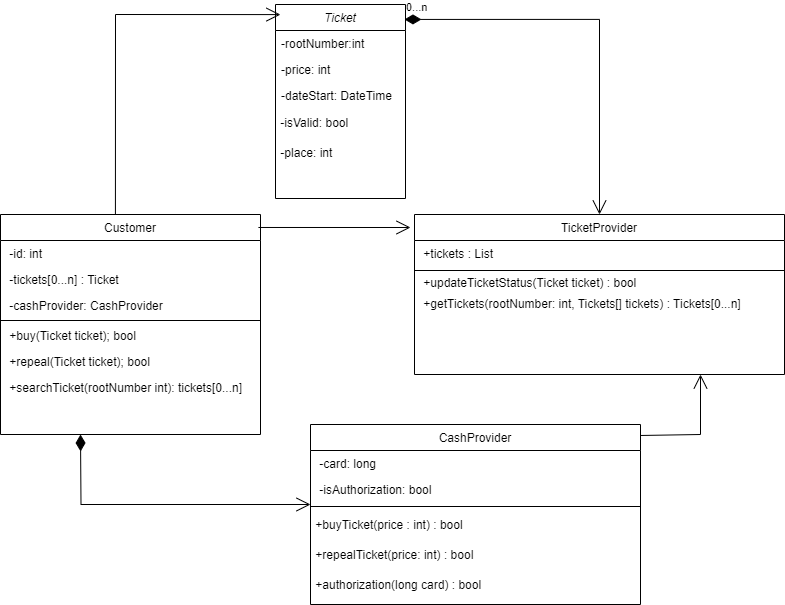 Ticket
0...n
-rootNumber:int
-price: int
-dateStart: DateTime
-isValid: bool
-place: int
Customer
-id: int
-tickets[0...n] : Ticket
-cashProvider: CashProvider
+buy(Ticket ticket); bool
+repeal(Ticket ticket); bool
+searchTicket(rootNumber int): tickets[0...n]
TicketProvider
+tickets : List
+updateTicketStatus(Ticket ticket) : bool
+getTickets(rootNumber: int, Tickets[] tickets) : Tickets[0...n]
CashProvider
-card: long
-isAuthorization: bool
+buyTicket(price : int) : bool
+repealTicket(price: int) : bool
+authorization(long card) : bool